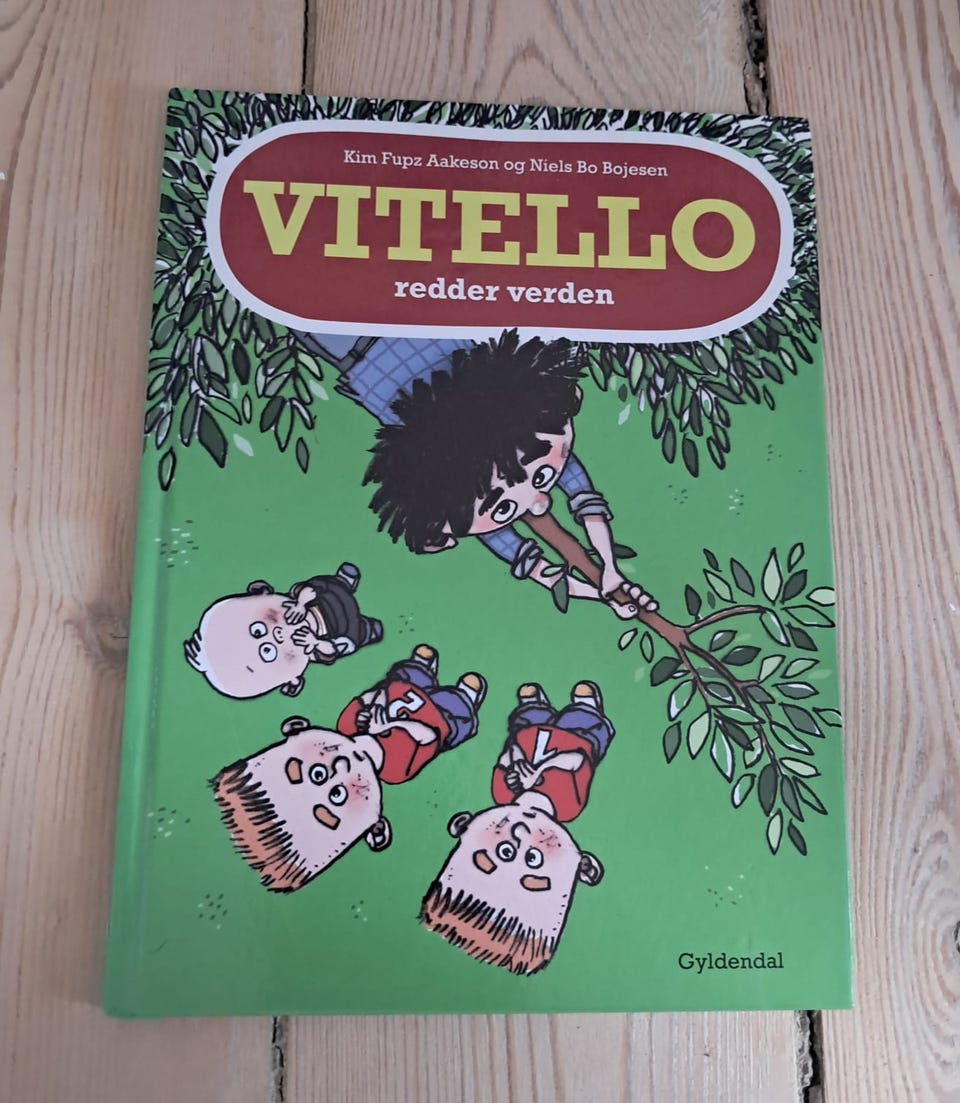 Kim Fupz Aakeson og Niels Bo Bojesen
VITELLO
redder verden
Z
V
Gyldendal